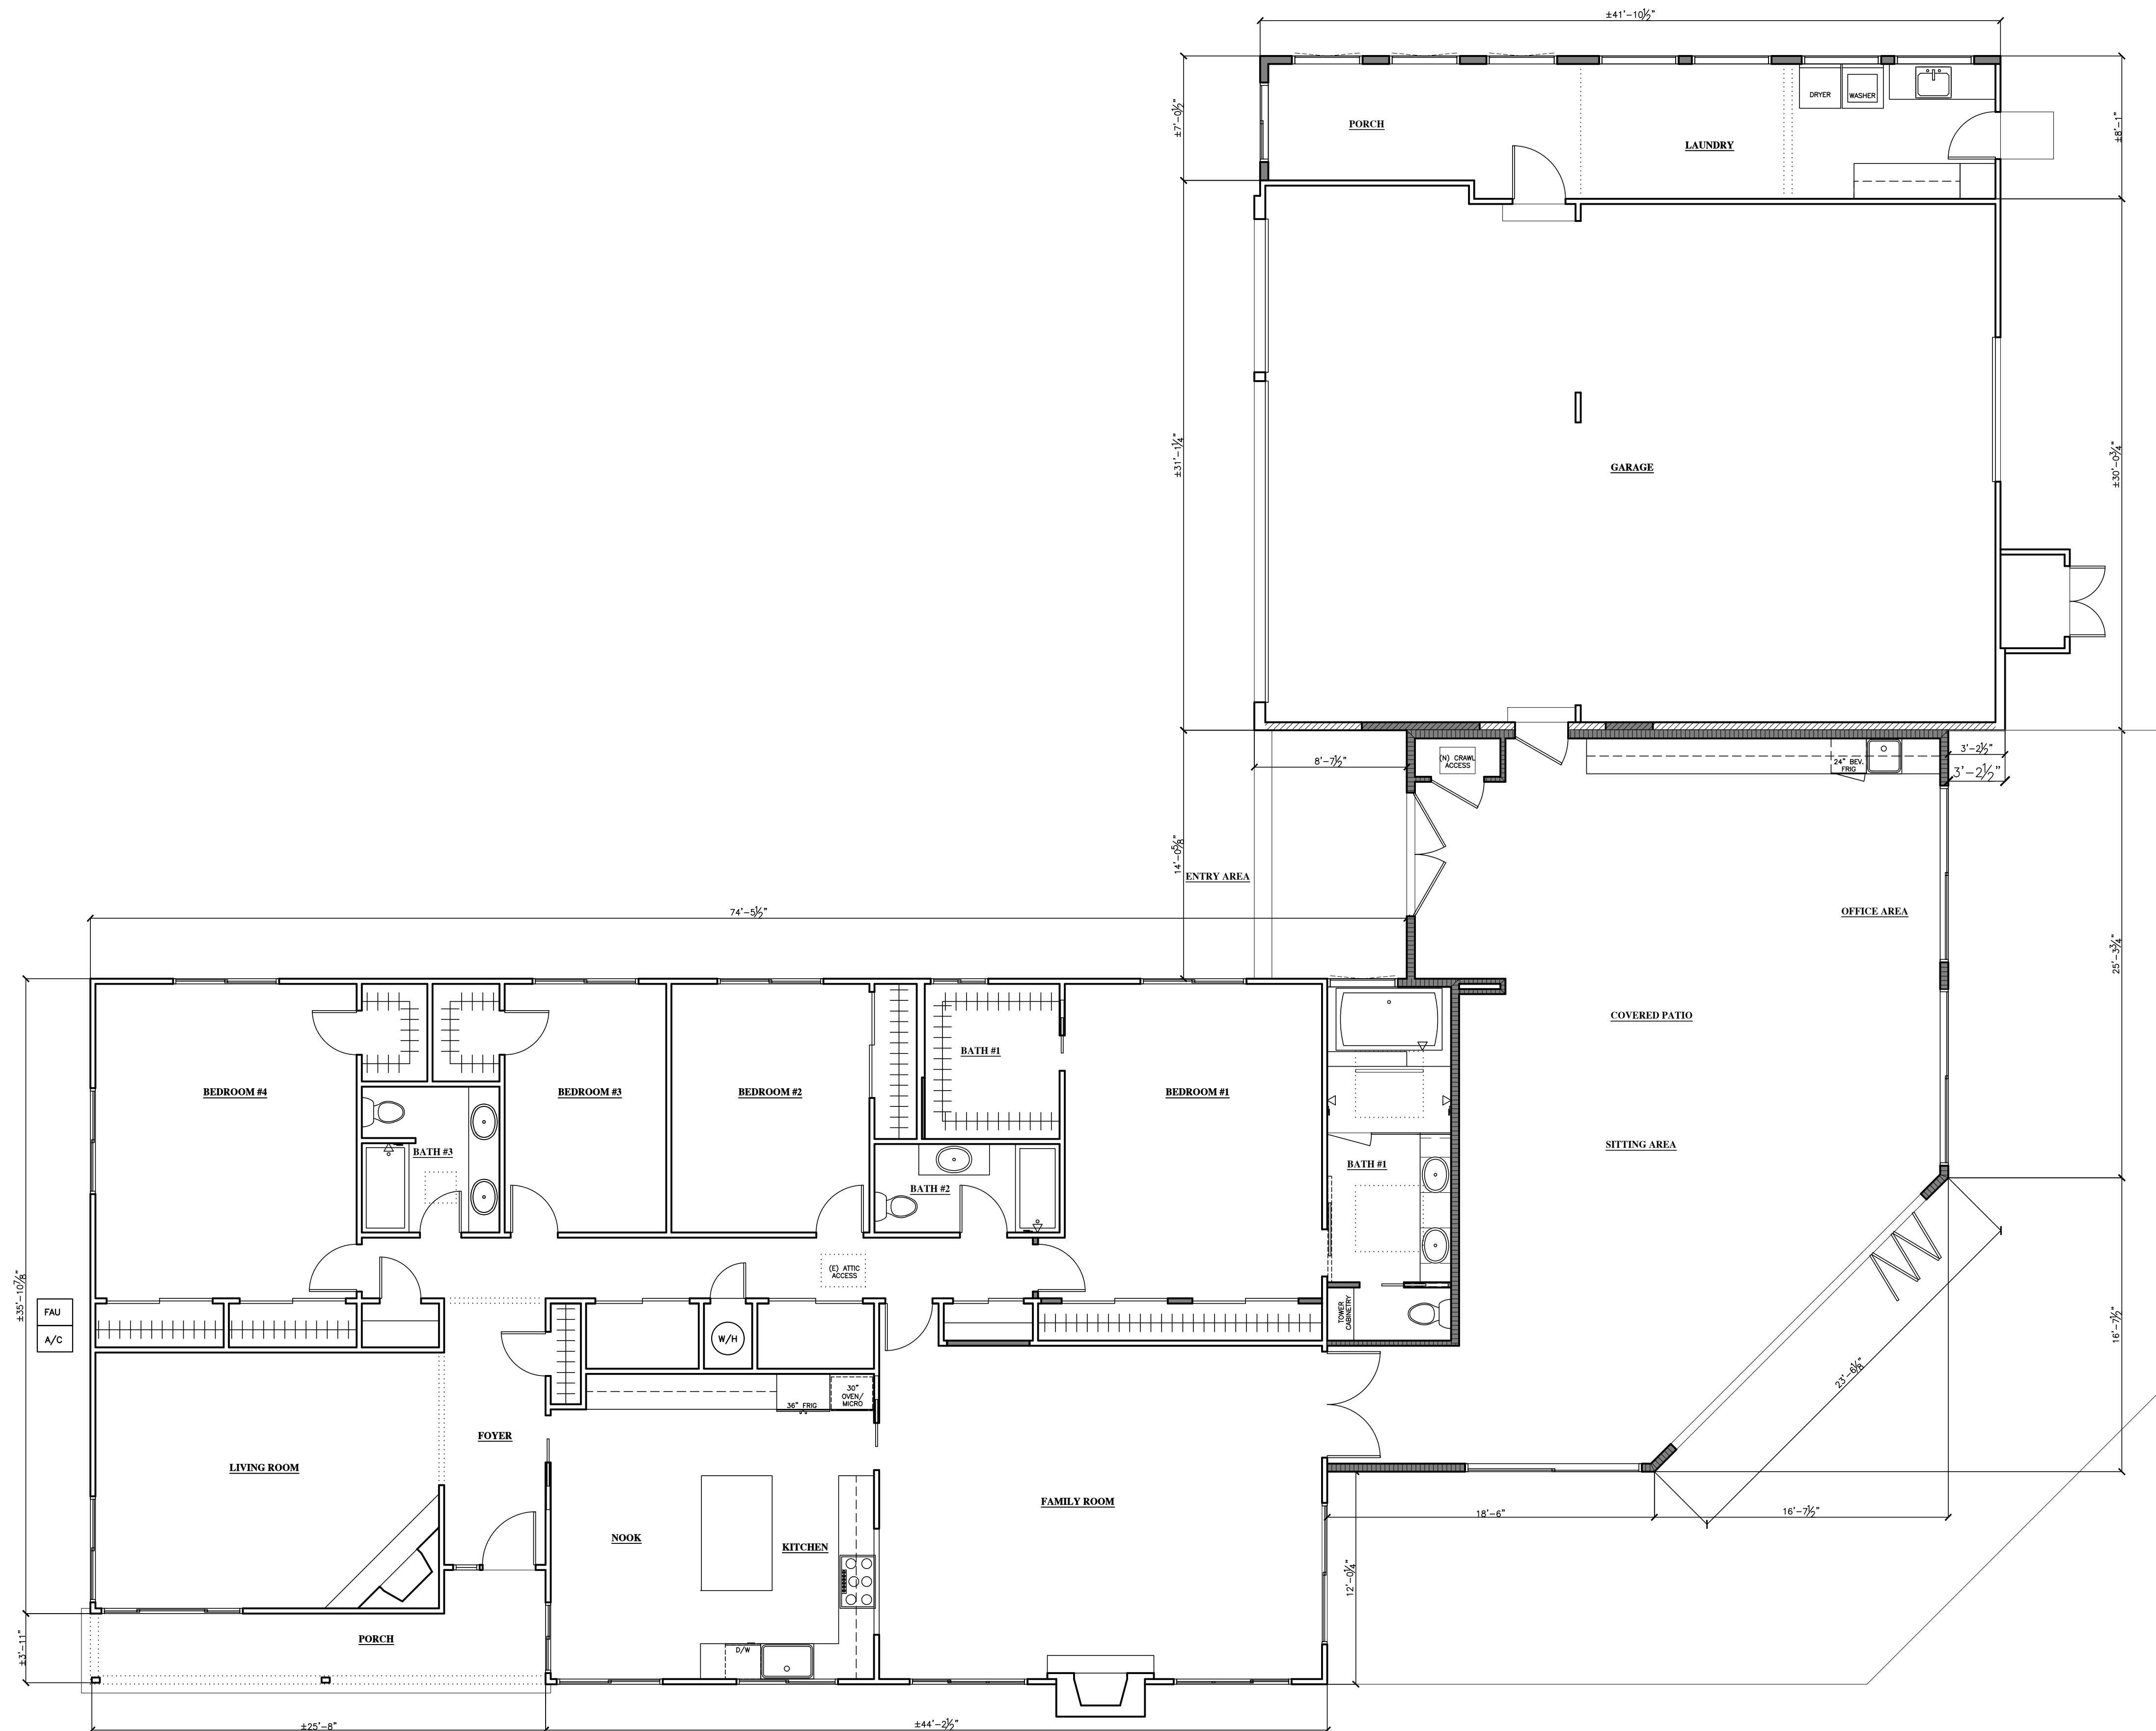 ±41'-10½"
±7'-0½"
±8'-1"
DRYER
WASHER
PORCH
LAUNDRY
±31'-1¼"
GARAGE
±30'-0¾"
8'-7½"
(N) CRAWL
ACCESS
24" BEV.
FRIG
3'-2½"
3'-2½"
14'-0⅝"
ENTRY AREA
74'-5½"
OFFICE AREA
25'-3¾"
COVERED PATIO
BATH #1
BEDROOM #4
BEDROOM #3
BEDROOM #2
BEDROOM #1
SITTING AREA
BATH #3
BATH #1
BATH #2
±35'-10⅞"
(E) ATTIC
ACCESS
FAU
A/C
W/H
TOWER
CABINETRY
16'-7½"
23'-6⅛"
36" FRIG
30"
OVEN/
MICRO
FOYER
LIVING ROOM
FAMILY ROOM
NOOK
KITCHEN
18'-6"
16'-7½"
12'-0¼"
PORCH
D/W
±3'-11"
±25'-8"
±44'-2½"